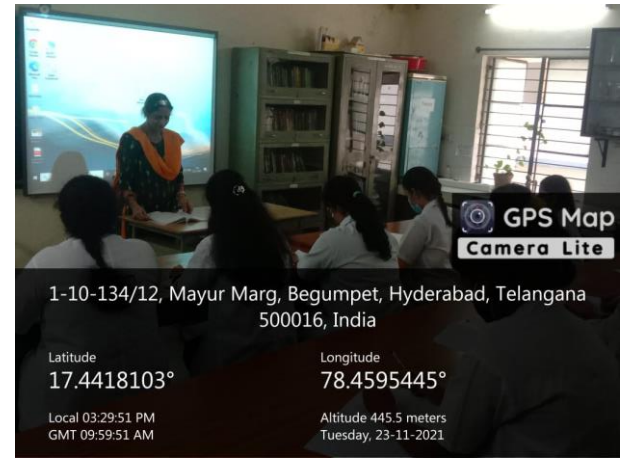 GPS Map
Camera Lite
1-10-134/12, Mayur Marg, Begumpet, Hyderabad, Telangana
500016, India
Latitude
17.4418103°
Longitude
78.4595445°
Local 03:29:51 PM
GMT 09:59:51 AM
Altitude 445.5 meters
Tuesday, 23-11-2021